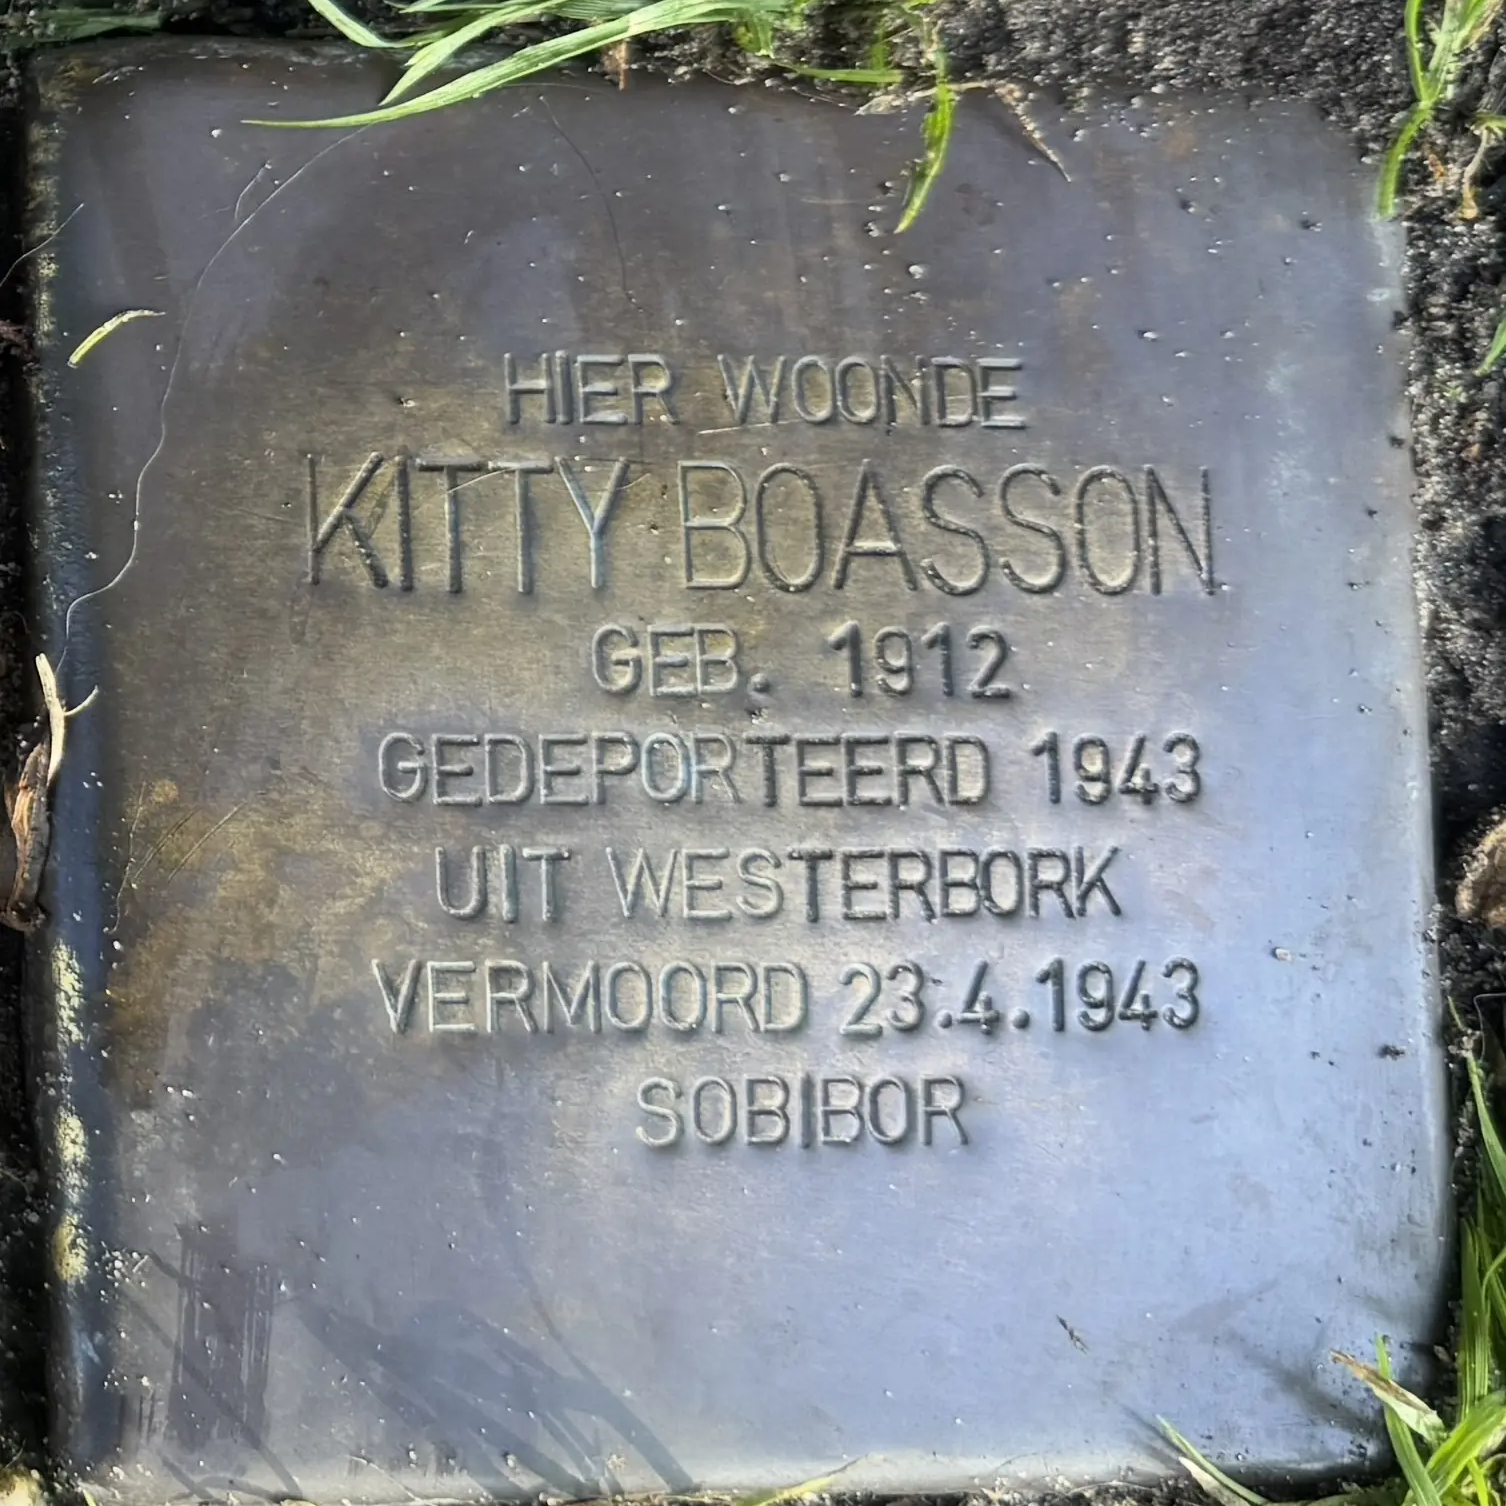 HIER WOONDE
KITTY BOASSON
GEB. 1912
GEDEPORTEERD 1943
UIT WESTERBORK
VERMOORD 23.4.1943
SOBIBOR